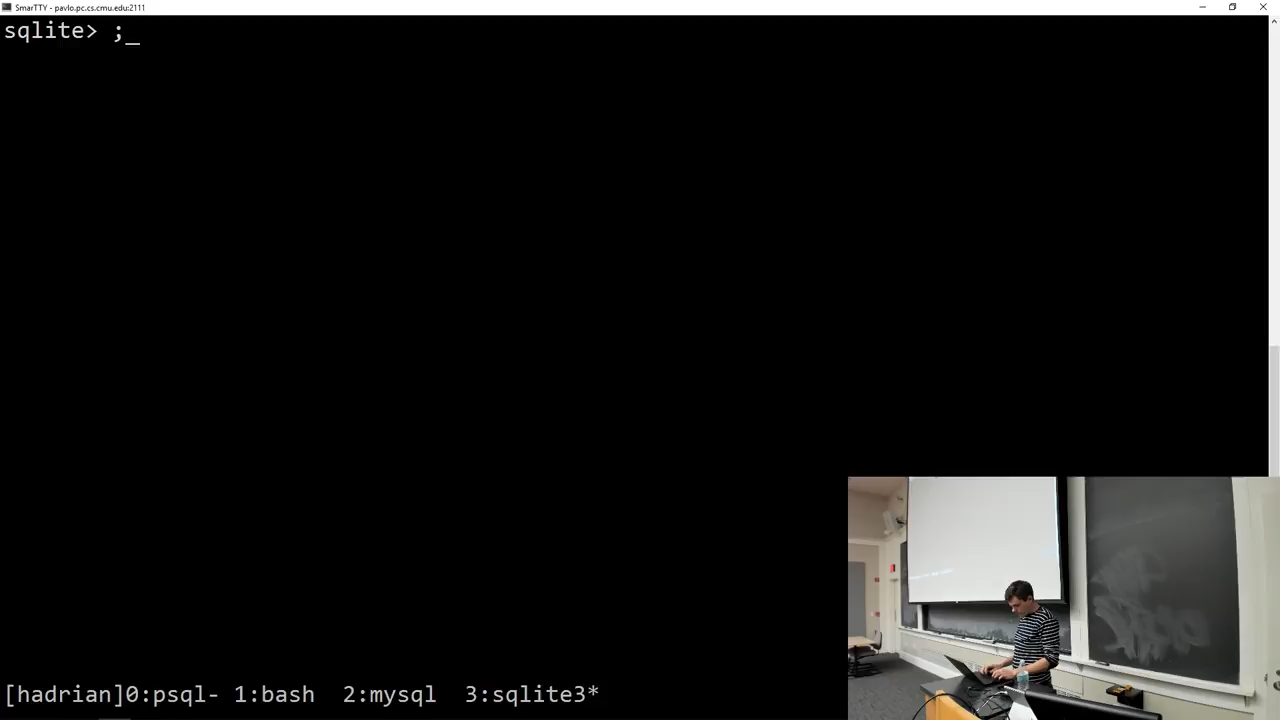 SmarTTY - pavlo.pc.cs.cmu.edu:2111
sqlite> ;_
[hadrian]0:psql- 1:bash  2:mysql  3:sqlite3*